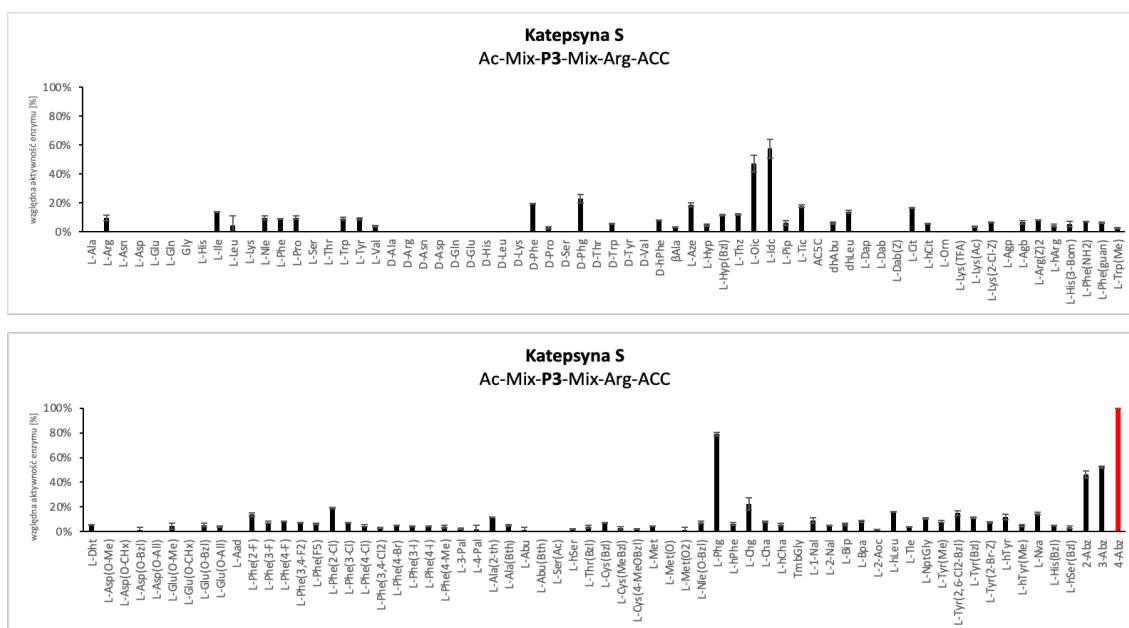 Katepsyna S
Ac-Mix-P3-Mix-Arg-ACC
względna aktywność enzymu [%]
100%
80%
60%
40%
20%
0%
L-Ala
L-Arg
L-Asn
L-Asp
L-Glu
L-Gln
Gly
L-His
L-Ile
L-Leu
L-Lys
L-Nle
L-Phe
L-Pro
L-Ser
L-Thr
L-Trp
L-Tyr
L-Val
D-Ala
D-Arg
D-Asn
D-Asp
D-Gln
D-Glu
D-His
D-Leu
D-Lys
D-Phe
D-Pro
D-Ser
D-Phg
D-Thr
D-Trp
D-Tyr
D-Val
D-hPhe
βAla
L-Aze
L-Hyp
L-Hyp(Bzl)
L-Thz
L-Oic
L-Idc
L-Pip
L-Tic
AC5C
dhAbu
dhLeu
L-Dap
L-Dab
L-Dab(Z)
L-Cit
L-hCit
L-Orn
L-Lys(TFA)
L-Lys(Ac)
L-Lys(2-Cl-Z)
L-Agp
L-Agb
L-Arg(Z)2
L-hArg
L-His(3-Bom)
L-Phe(NH2)
L-Phe(guan)
L-Trp(Me)
Katepsyna S
Ac-Mix-P3-Mix-Arg-ACC
względna aktywność enzymu [%]
100%
80%
60%
40%
20%
0%
L-Dht
L-Asp(O-Me)
L-Asp(O-CHx)
L-Asp(O-Bzl)
L-Asp(O-All)
L-Glu(O-Me)
L-Glu(O-CHx)
L-Glu(O-Bzl)
L-Glu(O-All)
L-Aad
L-Phe(2-F)
L-Phe(3-F)
L-Phe(4-F)
L-Phe(3,4-F2)
L-Phe(F5)
L-Phe(2-Cl)
L-Phe(3-Cl)
L-Phe(4-Cl)
L-Phe(3,4-Cl2)
L-Phe(4-Br)
L-Phe(3-I)
L-Phe(4-I)
L-Phe(4-Me)
L-3-Pal
L-4-Pal
L-Ala(2-th)
L-Ala(Bth)
L-Abu
L-Abu(Bth)
L-Ser(Ac)
L-hSer
L-Thr(Bzl)
L-Cys(Bzl)
L-Cys(MeBzl)
L-Cys(4-MeOBzl)
L-Met
L-Met(O)
L-Met(O2)
L-Nle(O-Bzl)
L-Phg
L-hPhe
L-Chg
L-Cha
L-hCha
TmbGly
L-1-Nal
L-2-Nal
L-Bip
L-Bpa
L-2-Aoc
L-hLeu
L-Tle
L-NptGly
L-Tyr(Me)
L-Tyr(2,6-Cl2-Bzl)
L-Tyr(Bzl)
L-Tyr(2-Br-Z)
L-hTyr
L-hTyr(Me)
L-Nva
L-His(Bzl)
L-hSer(Bzl)
2-Abz
3-Abz
4-Abz